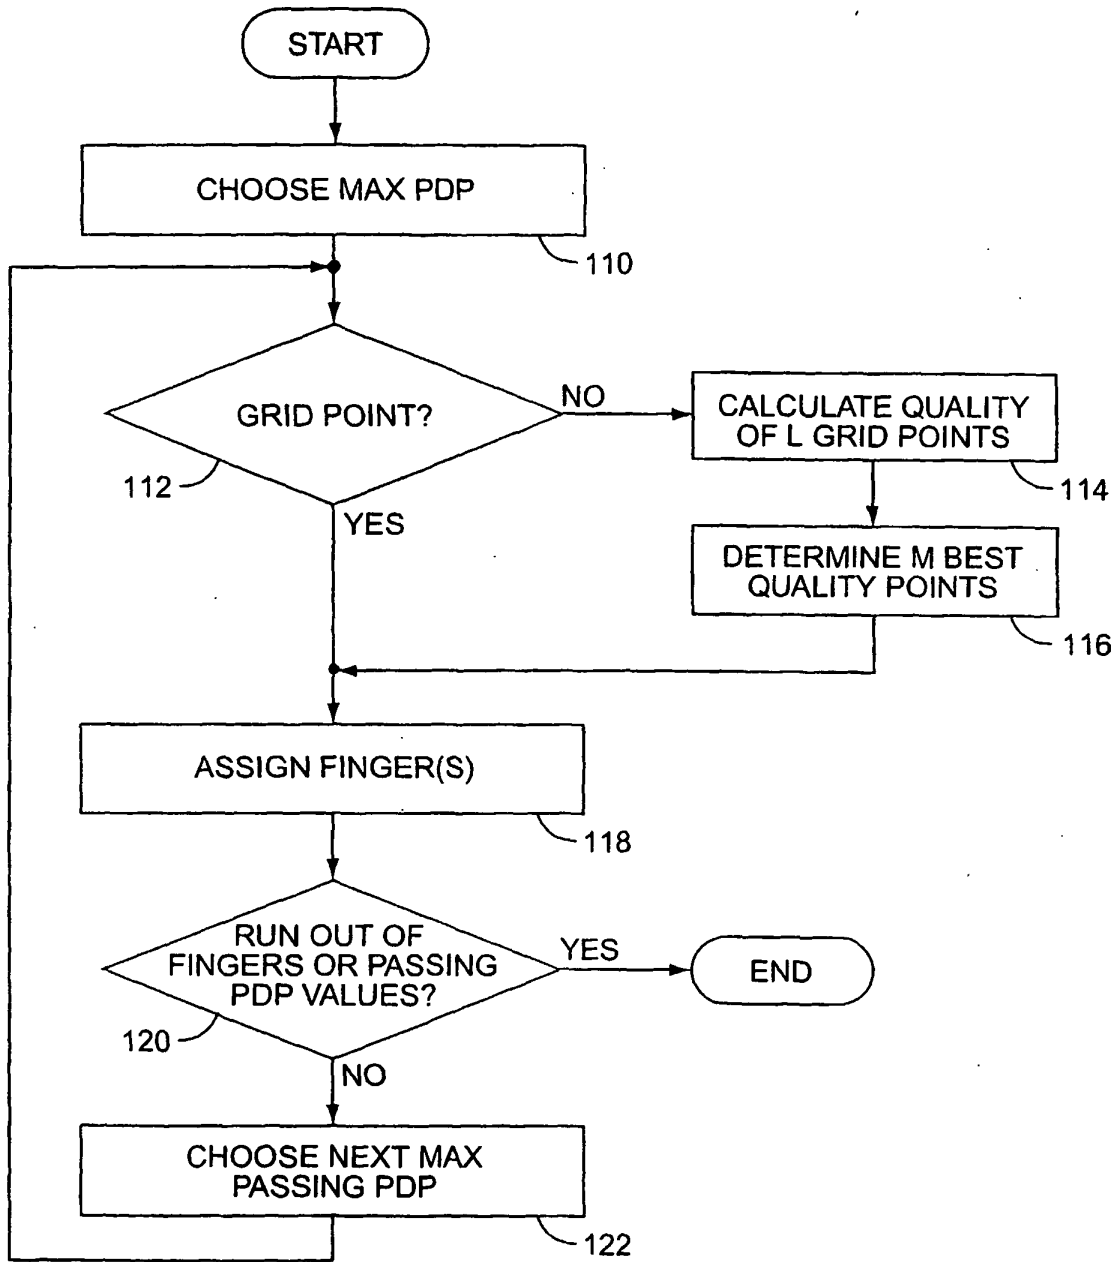 START
CHOOSE MAX PDP
110
GRID POINT?
112
NO
CALCULATE QUALITY
OF L GRID POINTS
114
YES
DETERMINE M BEST
QUALITY POINTS
116
ASSIGN FINGER(S)
118
RUN OUT OF
FINGERS OR PASSING
PDP VALUES?
120
YES
END
NO
CHOOSE NEXT MAX
PASSING PDP
122